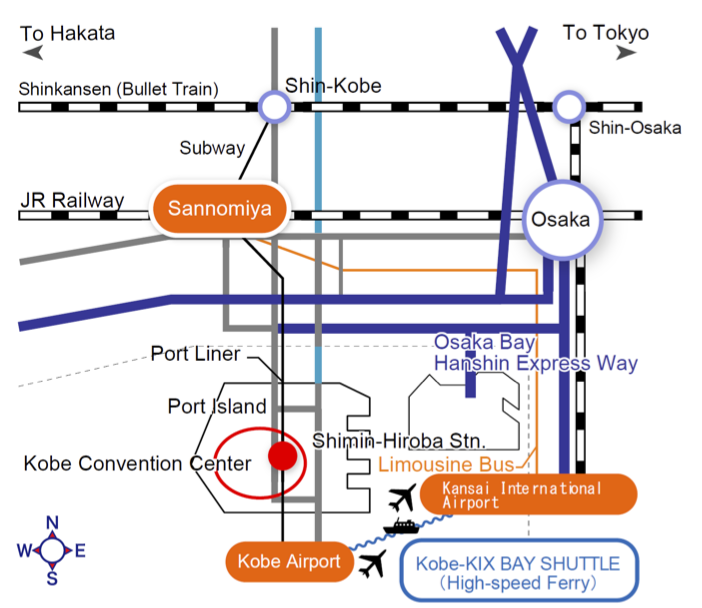 To Hakata
To Tokyo
Shinkansen (Bullet Train)
Shin-Kobe
Shin-Osaka
Subway
JR Railway
Sannomiya
Osaka
Osaka Bay
Hanshin Express Way
Port Liner
Port Island
Shimin-Hiroba Stn.
Kobe Convention Center
Limousine Bus
Kansai International
Airport
N
W
E
S
Kobe Airport
Kobe-KIX BAY SHUTTLE
(High-speed Ferry)